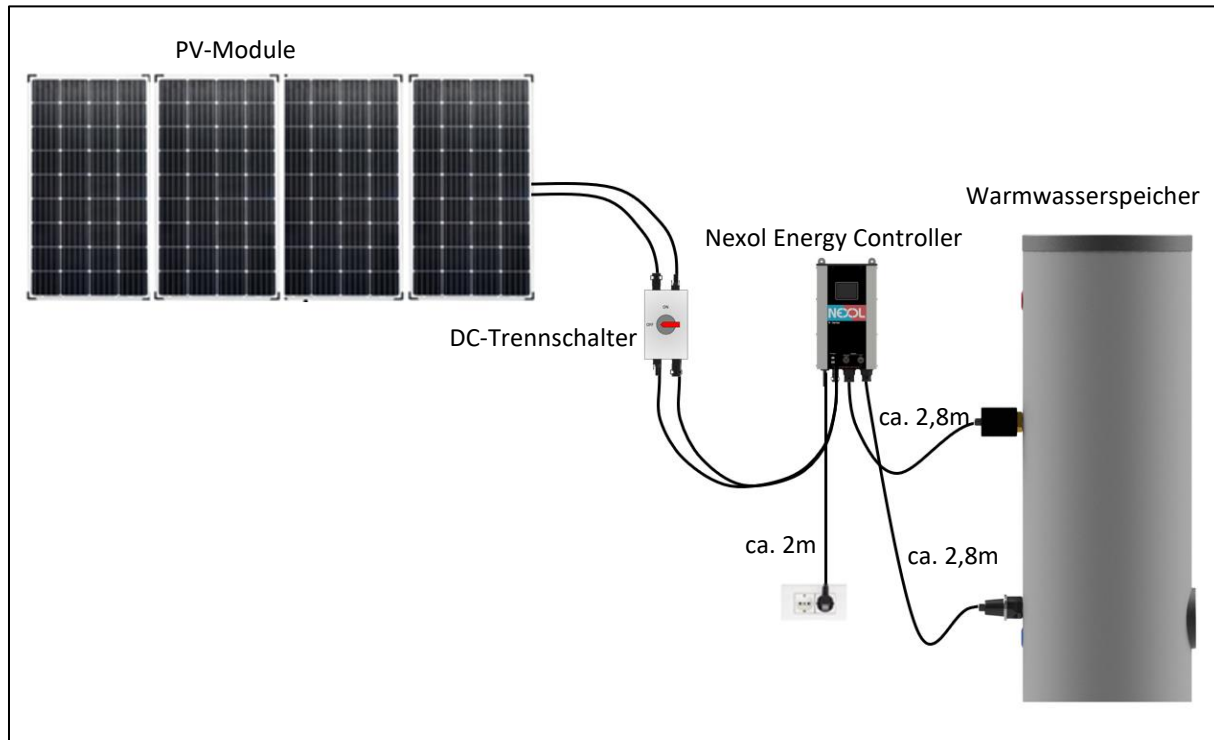 PV-Module
Warmwasserspeicher
Nexol Energy Controller
NEXOL
ON
OFF
DC-Trennschalter
ca. 2,8m
ca. 2m
ca. 2,8m